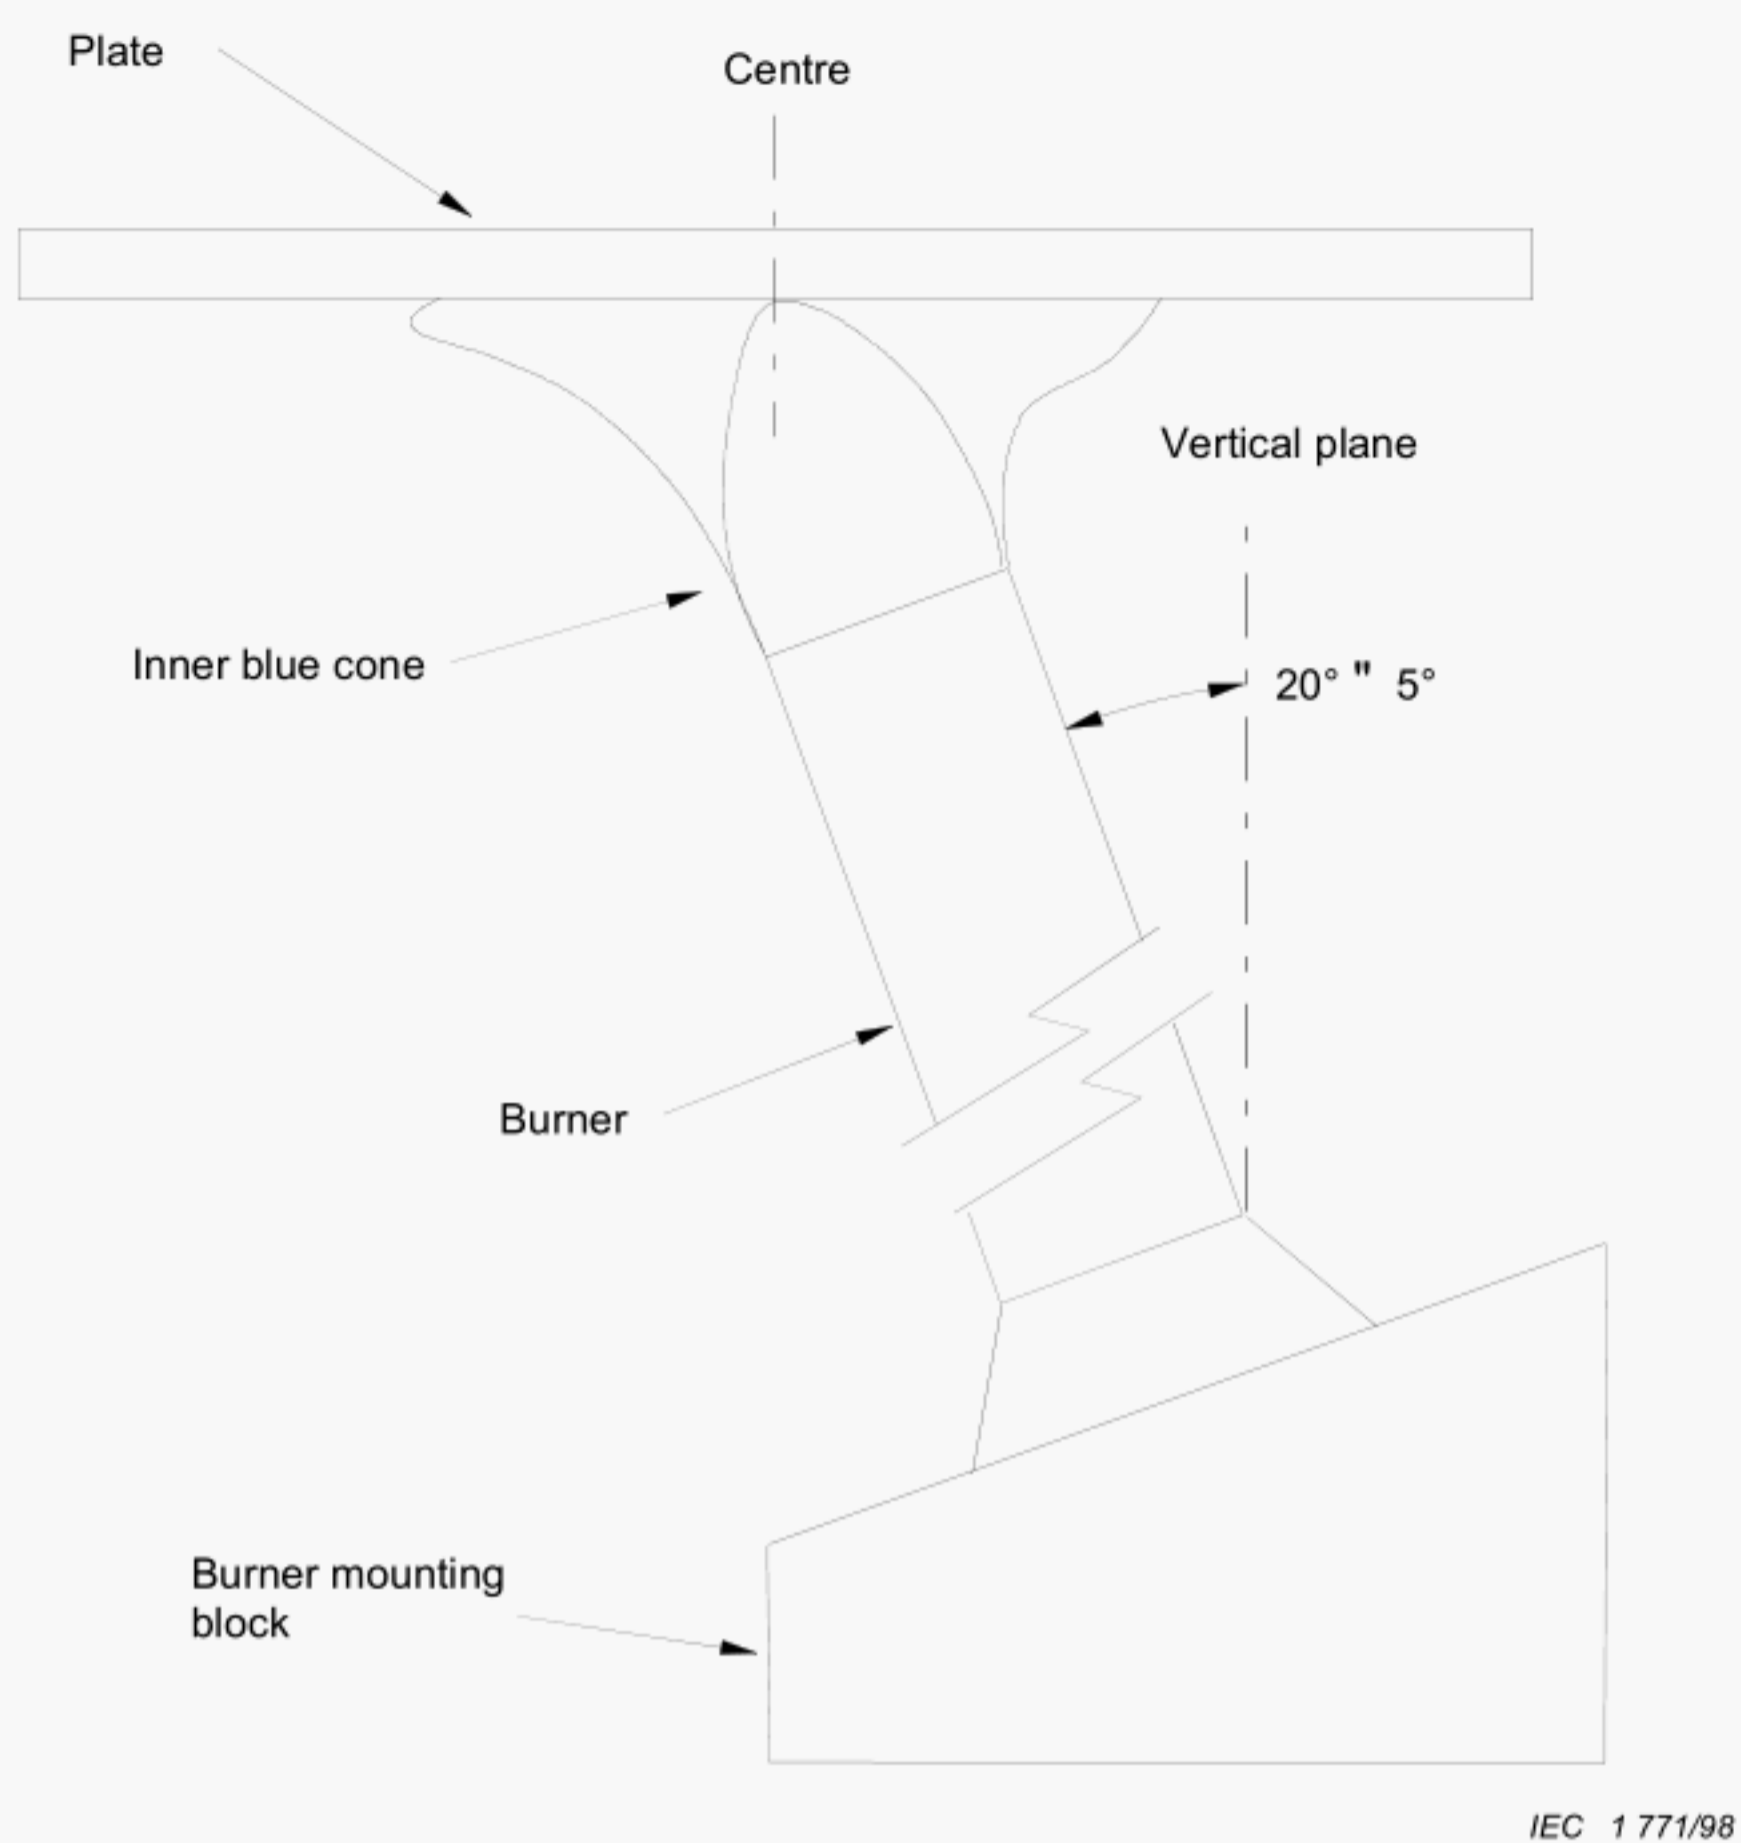 Plate
Centre
Vertical plane
Inner blue cone
20° " 5°
Burner
Burner mounting
block
IEC 1 771/98